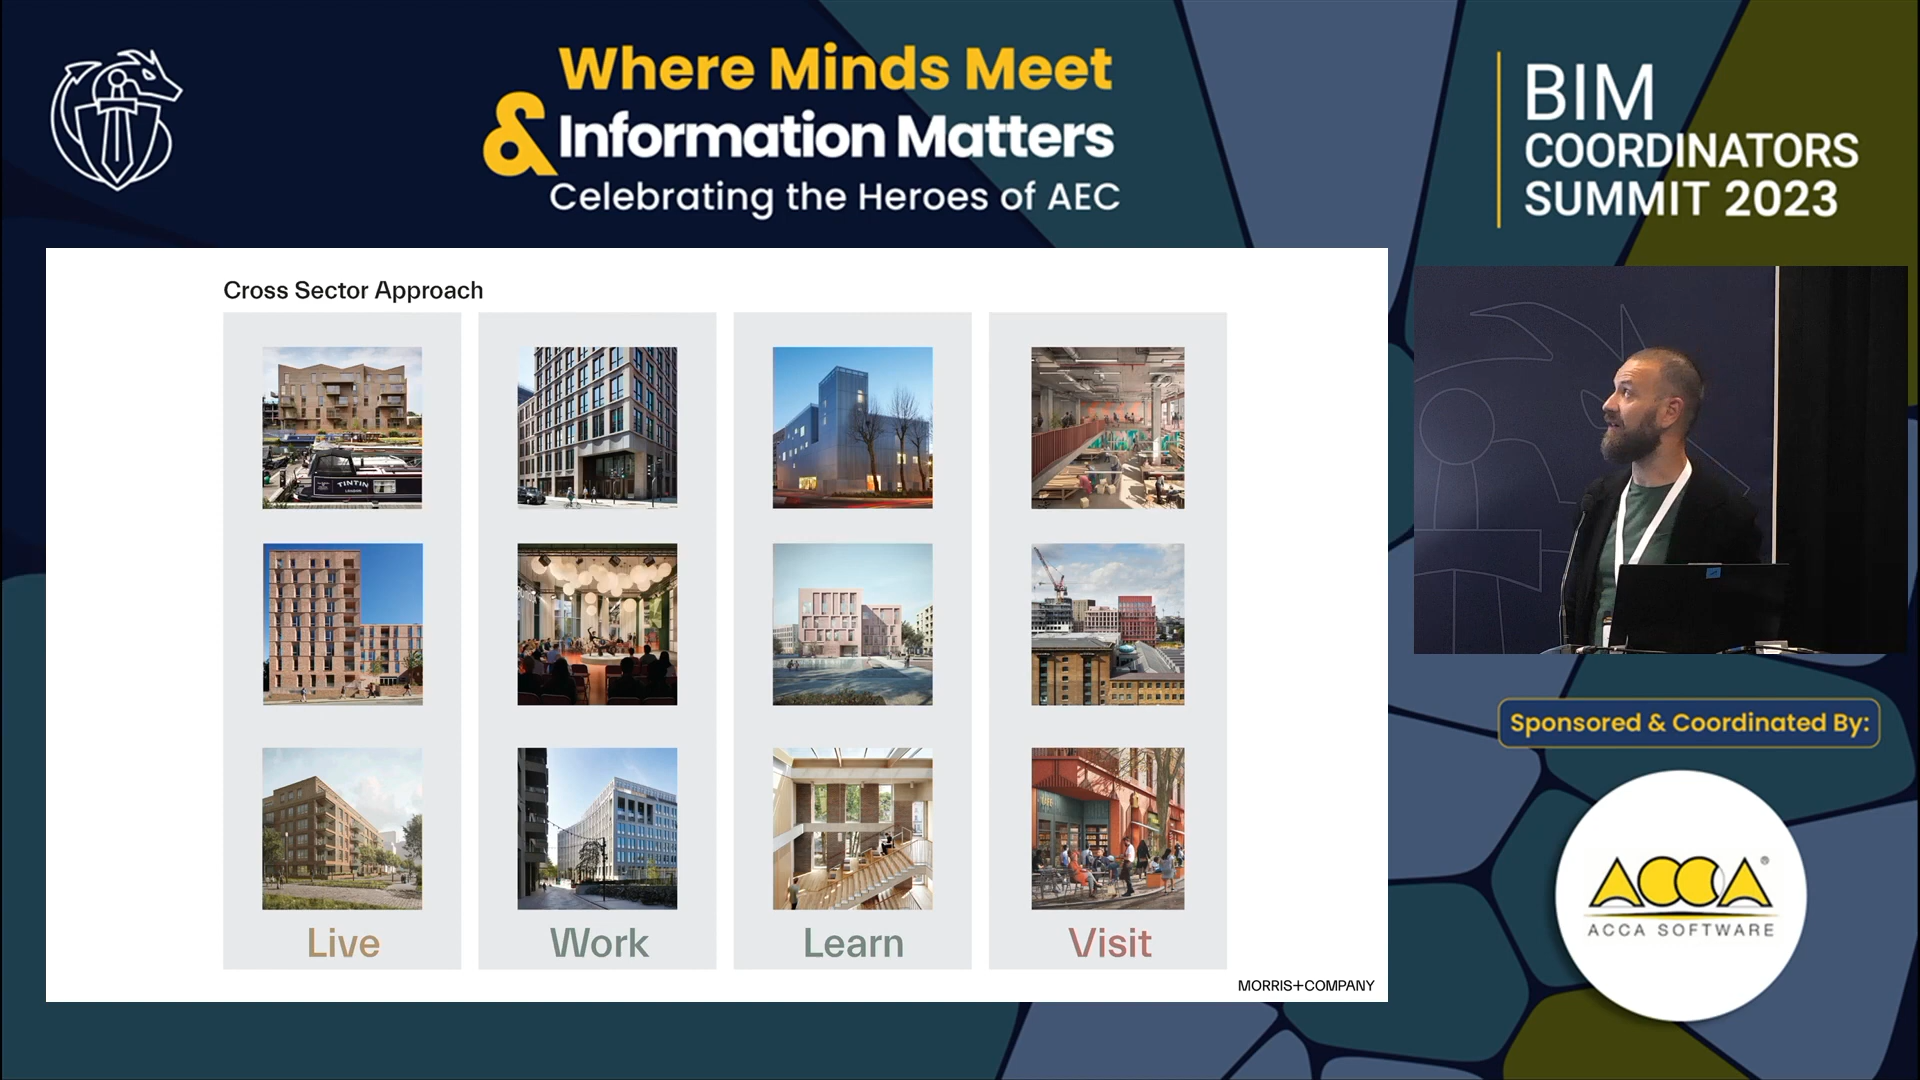 Where Minds Meet
& Information Matters
Celebrating the Heroes of AEC
BIM
COORDINATORS
SUMMIT 2023
Cross Sector Approach
TINTIN
Live
Work
Learn
Visit
MORRIS+COMPANY
Sponsored & Coordinated By:
ACCA®
ACCA SOFTWARE